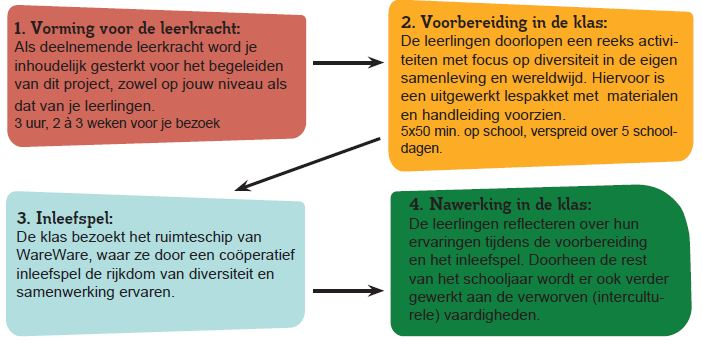 1. Vorming voor de leerkracht:
Als deelnemende leerkracht word je
inhoudelijk gesterkt voor het begeleiden
van dit project, zowel op jouw niveau als
dat van je leerlingen.
3 uur, 2 à 3 weken voor je bezoek
2. Voorbereiding in de klas:
De leerlingen doorlopen een reeks activi-
teiten met focus op diversiteit in de eigen
samenleving en wereldwijd. Hiervoor is
een uitgewerkt lespakket met materialen
en handleiding voorzien.
5x50 min. op school, verspreid over 5 school-
dagen.
3. Inleefspel:
De klas bezoekt het ruimteschip van
WareWare, waar ze door een coöperatief
inleefspel de rijkdom van diversiteit en
samenwerking ervaren.
4. Nawerking in de klas:
De leerlingen reflecteren over hun
ervaringen tijdens de voorbereiding
en het inleefspel. Doorheen de rest
van het schooljaar wordt er ook verder
gewerkt aan de verworven (intercultu-
rele) vaardigheden.